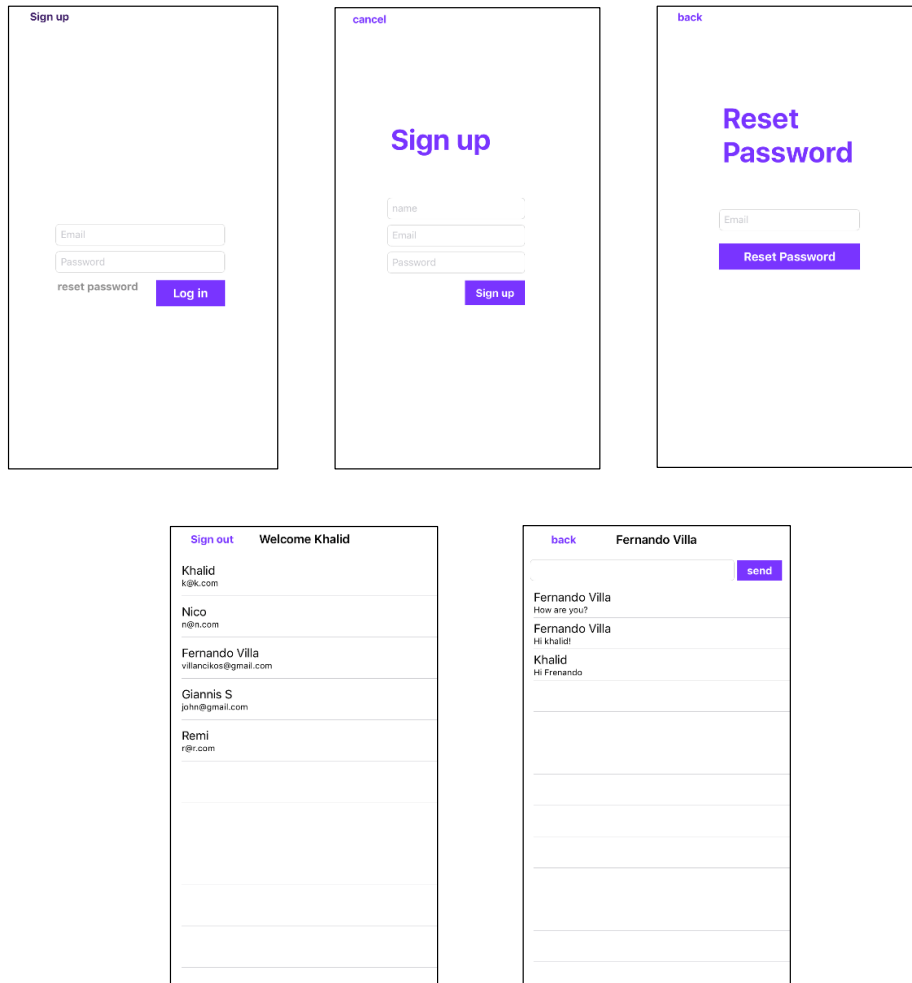 Sign up
Email
Password
reset password
Log in
cancel
Sign up
name
Email
Password
Sign up
back
Reset
Password
Email
Reset Password
Sign out
Welcome Khalid
Khalid
k@k.com
Nico
n@n.com
Fernando Villa
villancikos@gmail.com
Giannis S
john@gmail.com
Remi
r@r.com
back
Fernando Villa
send
Fernando Villa
How are you?
Fernando Villa
Hi khalid!
Khalid
Hi Frenando